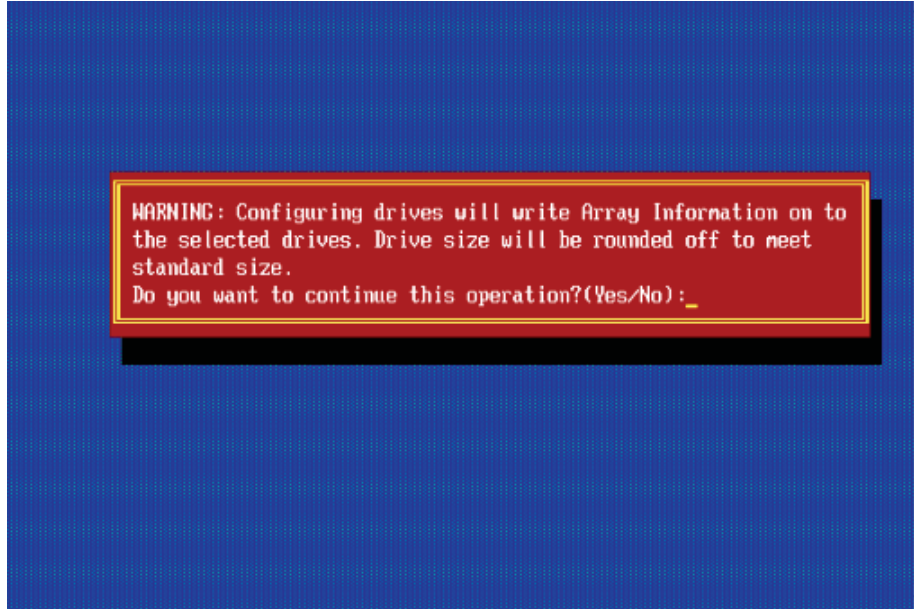 WARNING: Configuring drives will write Array Information on to
the selected drives. Drive size will be rounded off to meet
standard size.
Do you want to continue this operation?(Yes/No):_